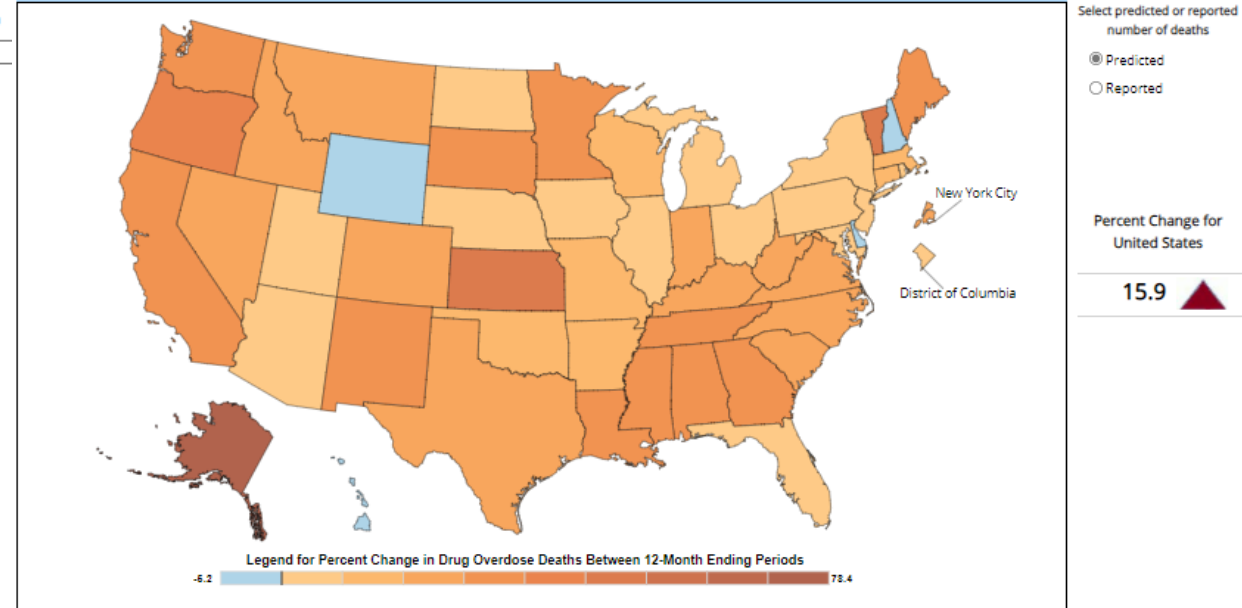 Select predicted or reported
number of deaths
Predicted
Reported
New York City
Percent Change for
United States
15.9
District of Columbia
Legend for Percent Change in Drug Overdose Deaths Between 12-Month Ending Periods
-6.2
78.4